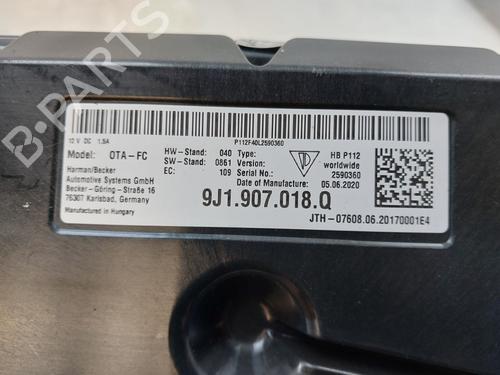 B-PARTS
P112F40L2590360
12 V DC 1.5A
Model: OTA-FC
HW-Stand: 040 Type: HB P112
SW-Stand: 0861 Version: worldwide
EC: 109 Serial No: 2590360
Date of Manufacture: 05.06.2020
Harman/Becker
Automotive Systems GmbH
Becker-Göring-Straße 16
76307 Karlsbad, Germany
Manufactured in Hungary
9J1.907.018.Q
JTH-07608.06.20170001E4